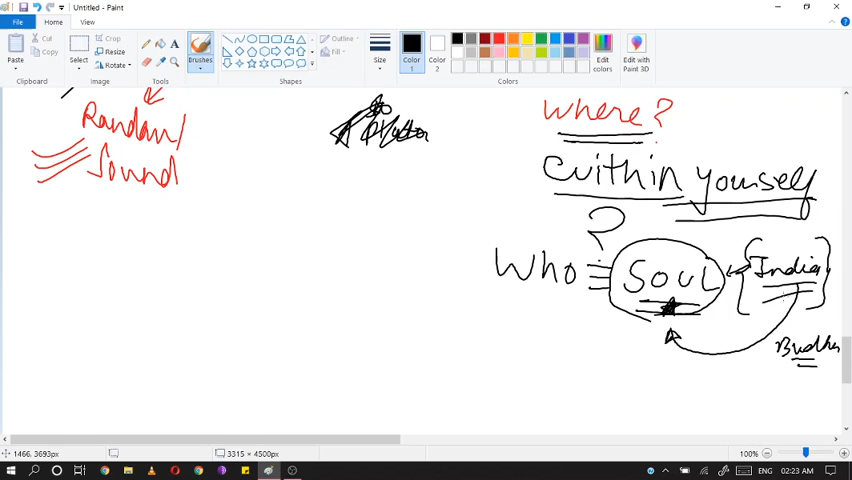 Untitled - Paint
File Home View
Paste
Cut
Copy
Clipboard
Select
Crop
Resize
Rotate
Image
Tools
Brushes
Shapes
Outline
Fill
Size
Color 1
Color 2
Colors
Edit colors
Edit with Paint 3D
Randam/
Sound
where?
within yourself
?
Who
SOUL
India
Budha
1466, 3693px
3315 × 4500px
100%
ENG
02:23 AM